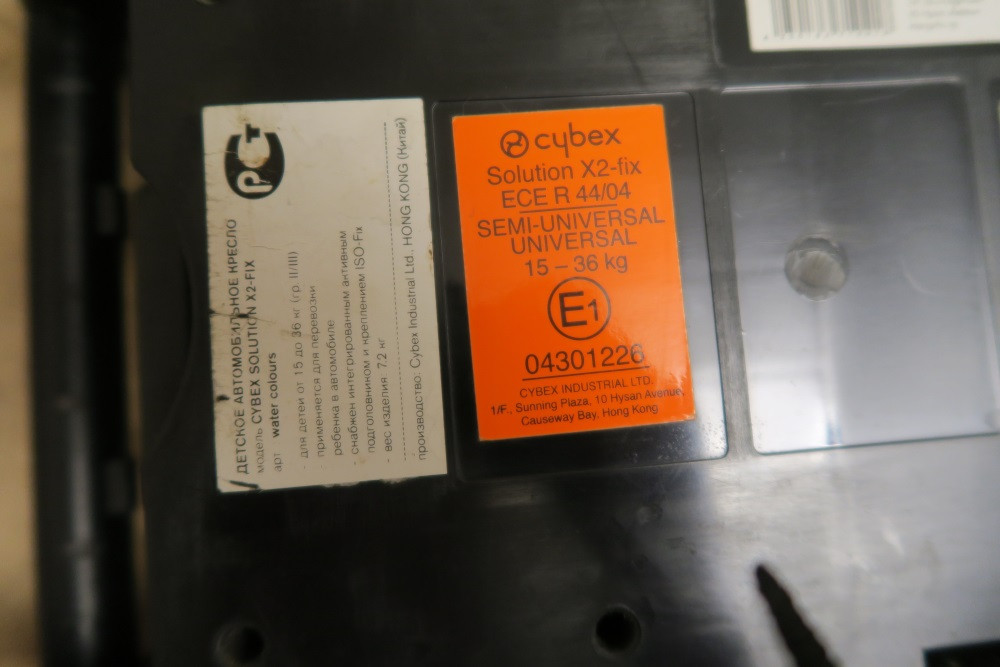 РСТ
ДЕТСКОЕ АВТОМОБИЛЬНОЕ КРЕСЛО
модель CYBEX SOLUTION X2-FIX
арт water colours
- для детей от 15 до 36 кг (гр. II/III)
применяется для перевозки
ребенка в автомобиле
- снабжен интегрированным активным
подголовником и креплением ISO-Fix
- вес изделия 7,2 кг
производство Cybex Industrial Ltd., HONG KONG (Китай)
cybex
Solution X2-fix
ECE R 44/04
SEMI-UNIVERSAL
UNIVERSAL
15 – 36 kg
E1
04301226
CYBEX INDUSTRIAL LTD.
1/F., Sunning Plaza, 10 Hysan Avenue,
Causeway Bay, Hong Kong